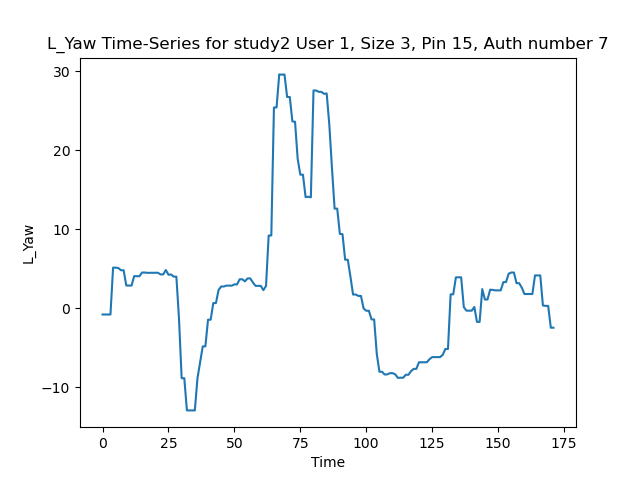 L_Yaw Time-Series for study2 User 1, Size 3, Pin 15, Auth number 7
30
20
10
0
−10
L_Yaw
0 25 50 75 100 125 150 175
Time